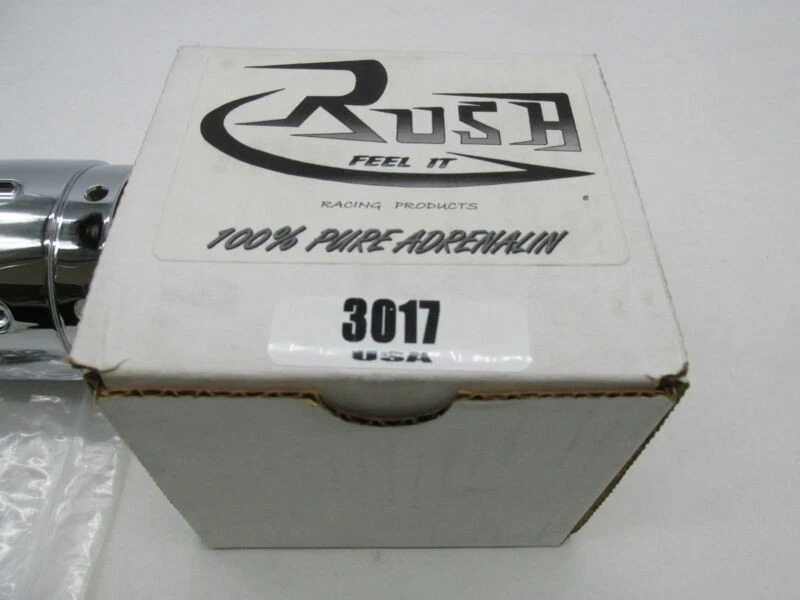 RUSH
FEEL IT
RACING PRODUCTS
100% PURE ADRENALIN
3017
USA